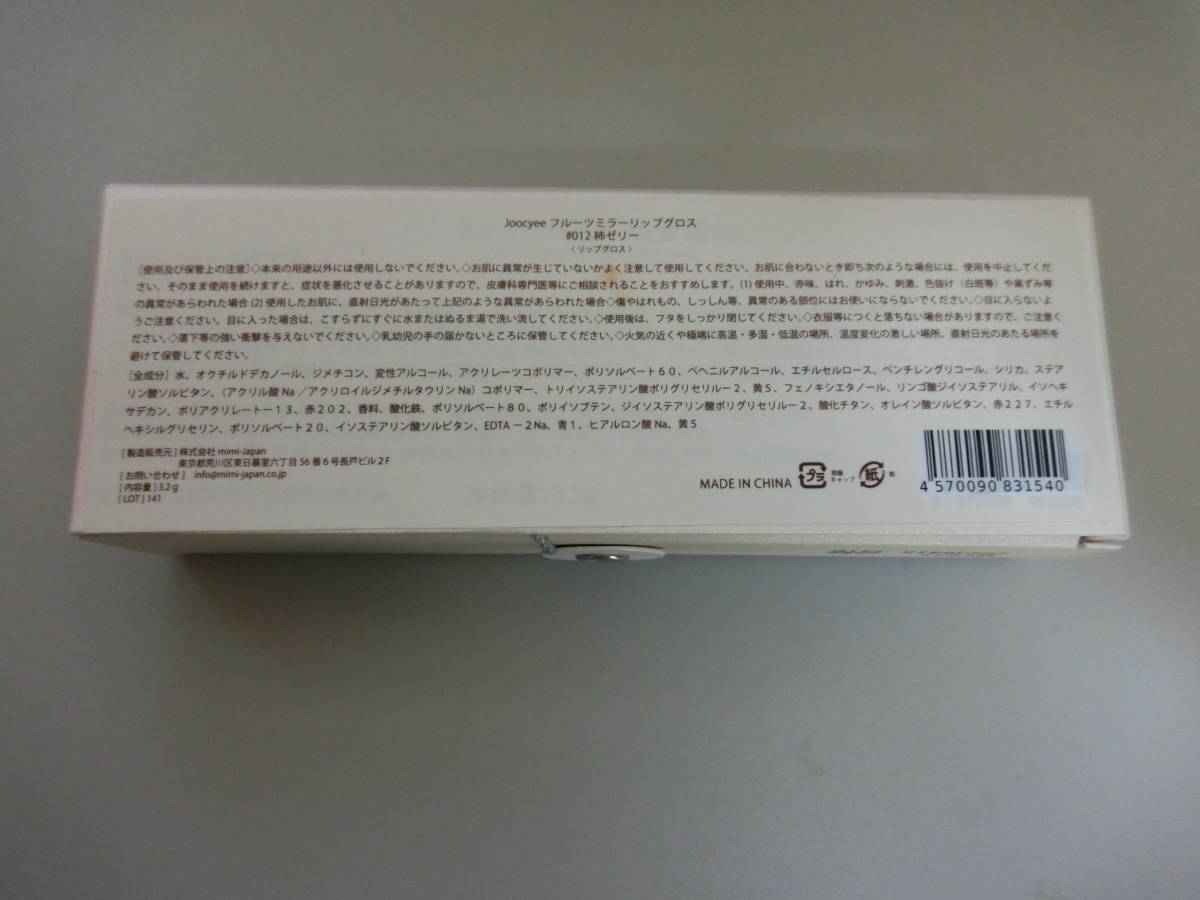 Joocyee フルーツミラーリップグロス
#012 柿ゼリー
（リップグロス）
［使用及び保管上の注意］◇本来の用途以外には使用しないでください。◇お肌に異常が生じていないかよく注意して使用してください。お肌に合わないとき即ち次のような場合には、使用を中止してくだ
さい。そのまま使用を続けますと、症状を悪化させることがありますので、皮膚科専門医等にご相談されることをおすすめします。(1) 使用中、赤味、はれ、かゆみ、刺激、色抜け（白斑等）や黒ずみ等
の異常があらわれた場合 (2) 使用したお肌に、直射日光があたって上記のような異常があらわれた場合◇傷やはれもの、しっしん等、異常のある部位にはお使いにならないでください。◇目に入らないよ
うご注意ください。目に入った場合は、こすらずにすぐに水またはぬるま湯で洗い流してください。◇使用後は、フタをしっかり閉じてください。◇衣服等につくと落ちない場合がありますので、ご注意くださ
い。◇落下等の強い衝撃を与えないでください。◇乳幼児の手の届かないところに保管してください。◇火気の近くや極端に高温・多湿・低温の場所、温度変化の激しい場所、直射日光のあたる場所を
避けて保管してください。
［全成分］水、オクチルドデカノール、ジメチコン、変性アルコール、アクリレーツコポリマー、ポリソルベート６０、ベヘニルアルコール、エチルセルロース、ペンチレングリコール、シリカ、ステア
リン酸ソルビタン、（アクリル酸 Na ／アクリロイルジメチルタウリン Na）コポリマー、トリイソステアリン酸ポリグリセリル－２、黄５、フェノキシエタノール、リンゴ酸ジイソステアリル、イソヘキ
サデカン、ポリアクリレート－１３、赤２０２、香料、酸化鉄、ポリソルベート８０、ポリイソブテン、ジイソステアリン酸ポリグリセリル－２、酸化チタン、オレイン酸ソルビタン、赤２２７、エチル
ヘキシルグリセリン、ポリソルベート２０、イソステアリン酸ソルビタン、EDTA －２Na、青１、ヒアルロン酸 Na、黄５
［製造販売元］株式会社 mimi-Japan
東京都荒川区東日暮里六丁目 56 番 6 号長戸ビル２F
［お問い合わせ］ info@mimi-japan.co.jp
［内容量］3.2g
［LOT］141
MADE IN CHINA
プラ
容器
キャップ
紙
4 570090 831540